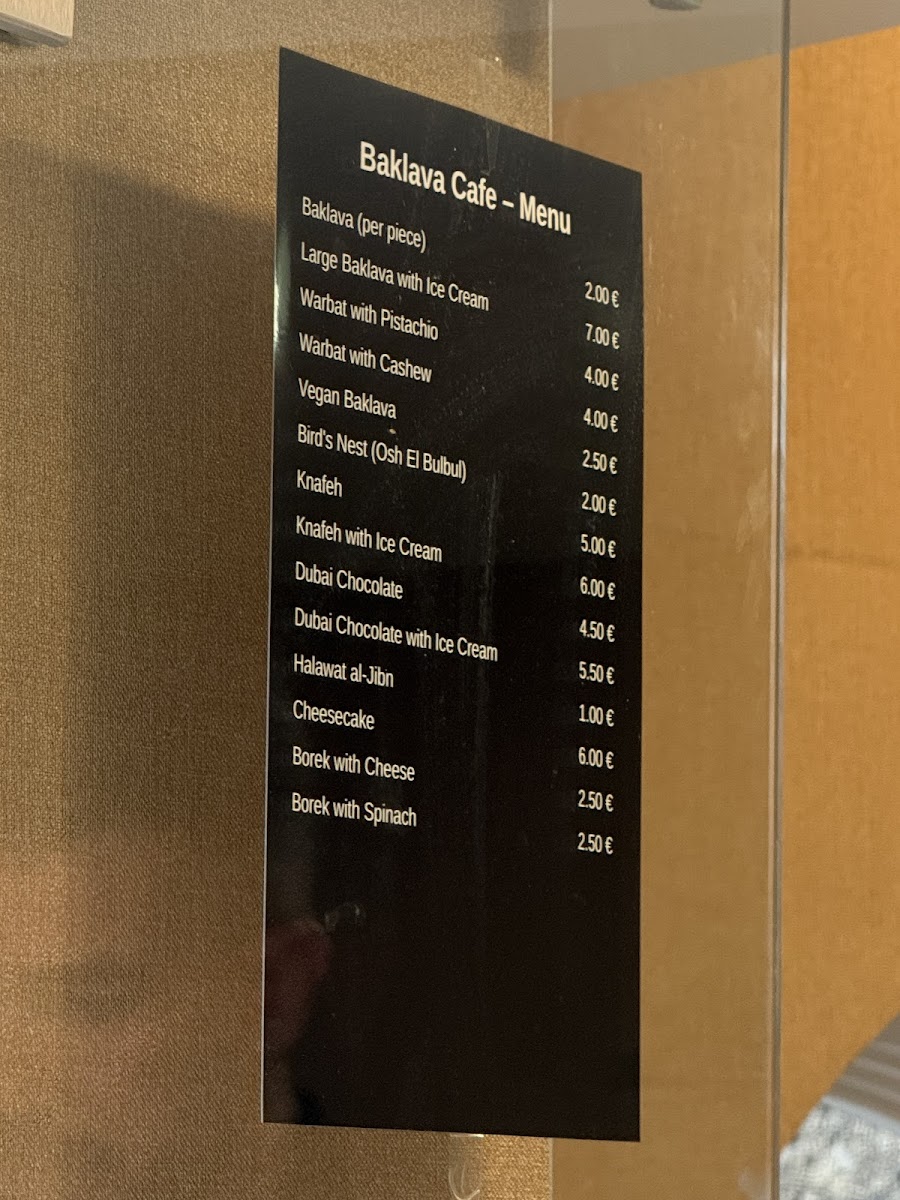 Baklava Cafe – Menu
Baklava (per piece) 2.00 €
Large Baklava with Ice Cream 7.00 €
Warbat with Pistachio 4.00 €
Warbat with Cashew 4.00 €
Vegan Baklava 2.50 €
Bird's Nest (Osh El Bulbul) 2.00 €
Knafeh 5.00 €
Knafeh with Ice Cream 6.00 €
Dubai Chocolate 4.50 €
Dubai Chocolate with Ice Cream 5.50 €
Halawat al-Jibn 1.00 €
Cheesecake 6.00 €
Borek with Cheese 2.50 €
Borek with Spinach 2.50 €